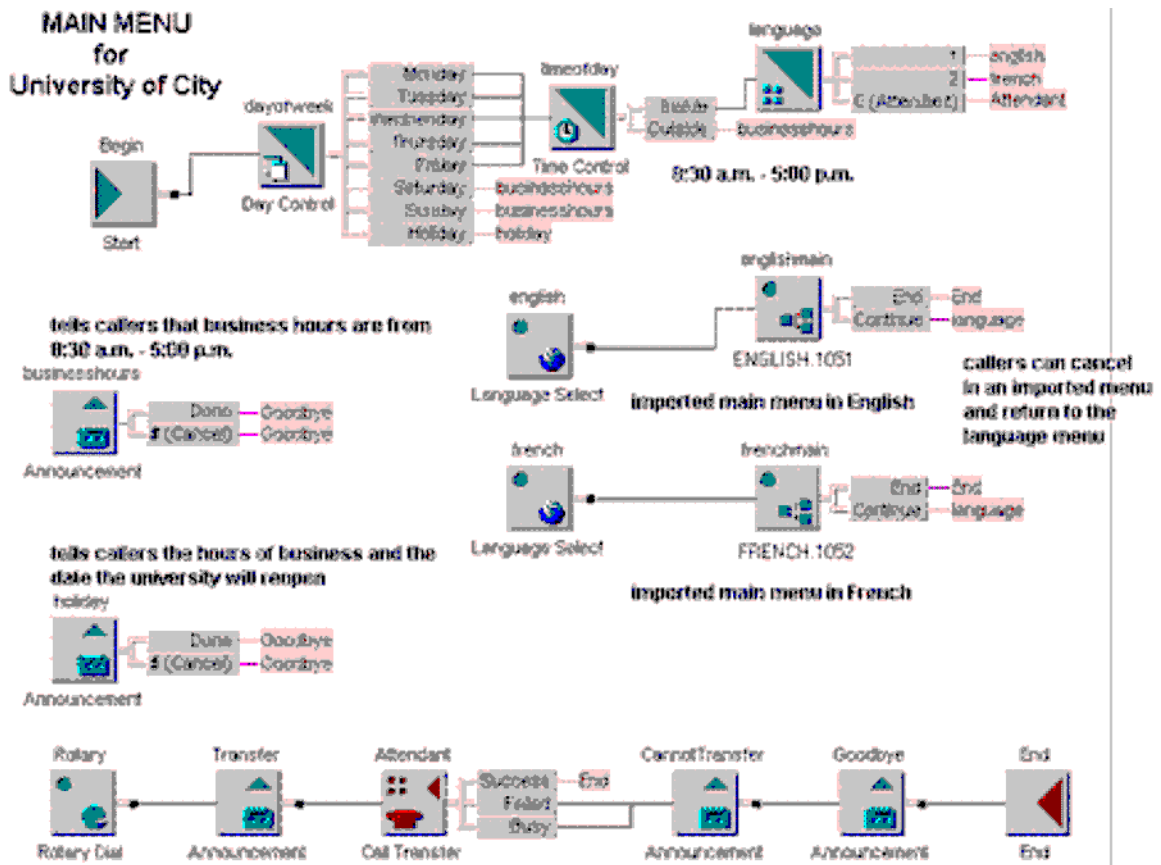 MAIN MENU
for
University of City
Begin
Start
dayofweek
Day Control
Monday
Tuesday
Wednesday
Thursday
Friday
Saturday
Sunday
Holiday
businesshours
businesshours
holiday
timeofday
Time Control
Inside
Outside
businesshours
language
1
2
0 (Attendant)
english
french
Attendant
8:30 a.m. - 5:00 p.m.
tells callers that business hours are from
8:30 a.m. - 5:00 p.m.
businesshours
Announcement
Done
# (Cancel)
Goodbye
Goodbye
english
Language Select
englishmain
ENGLISH.1051
End
Continue
End
language
imported main menu in English
callers can cancel
in an imported menu
and return to the
language menu
french
Language Select
frenchmain
FRENCH.1052
End
Continue
End
language
imported main menu in French
tells callers the hours of business and the
date the university will reopen
holiday
Announcement
Done
# (Cancel)
Goodbye
Goodbye
Rotary
Rotary Dial
Transfer
Announcement
Attendant
Call Transfer
Success
Failed
Busy
End
CannotTransfer
Announcement
Goodbye
Announcement
End
End